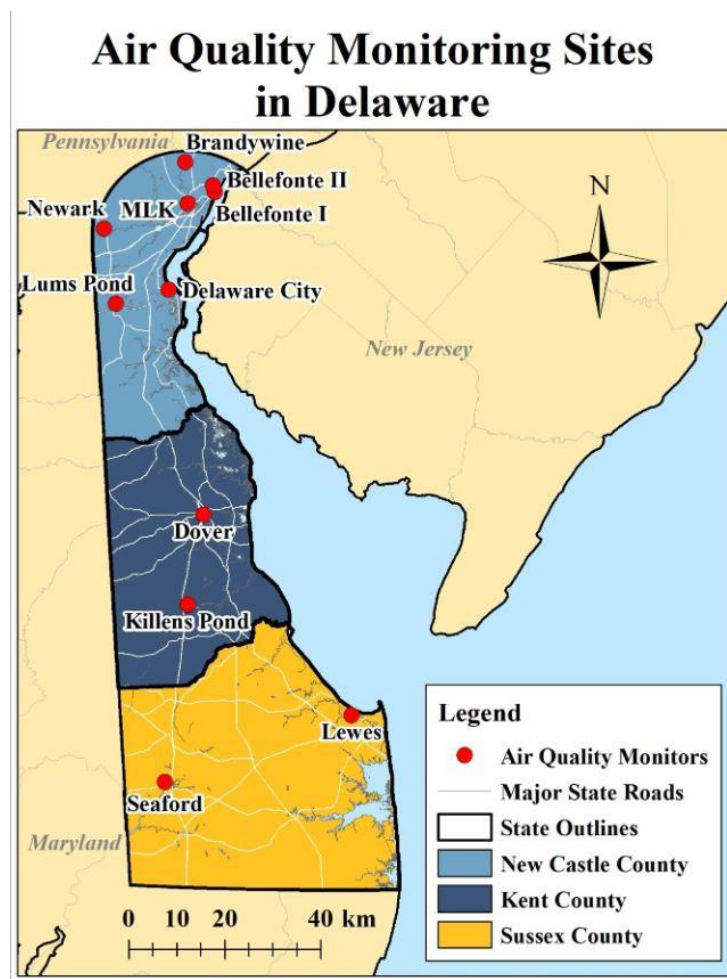 Air Quality Monitoring Sites
in Delaware
Pennsylvania
Brandywine
Bellefonte II
Newark
MLK
Bellefonte I
N
Lums Pond
Delaware City
New Jersey
Dover
Killens Pond
Lewes
Seaford
Maryland
0 10 20 40 km
Legend
Air Quality Monitors
Major State Roads
State Outlines
New Castle County
Kent County
Sussex County